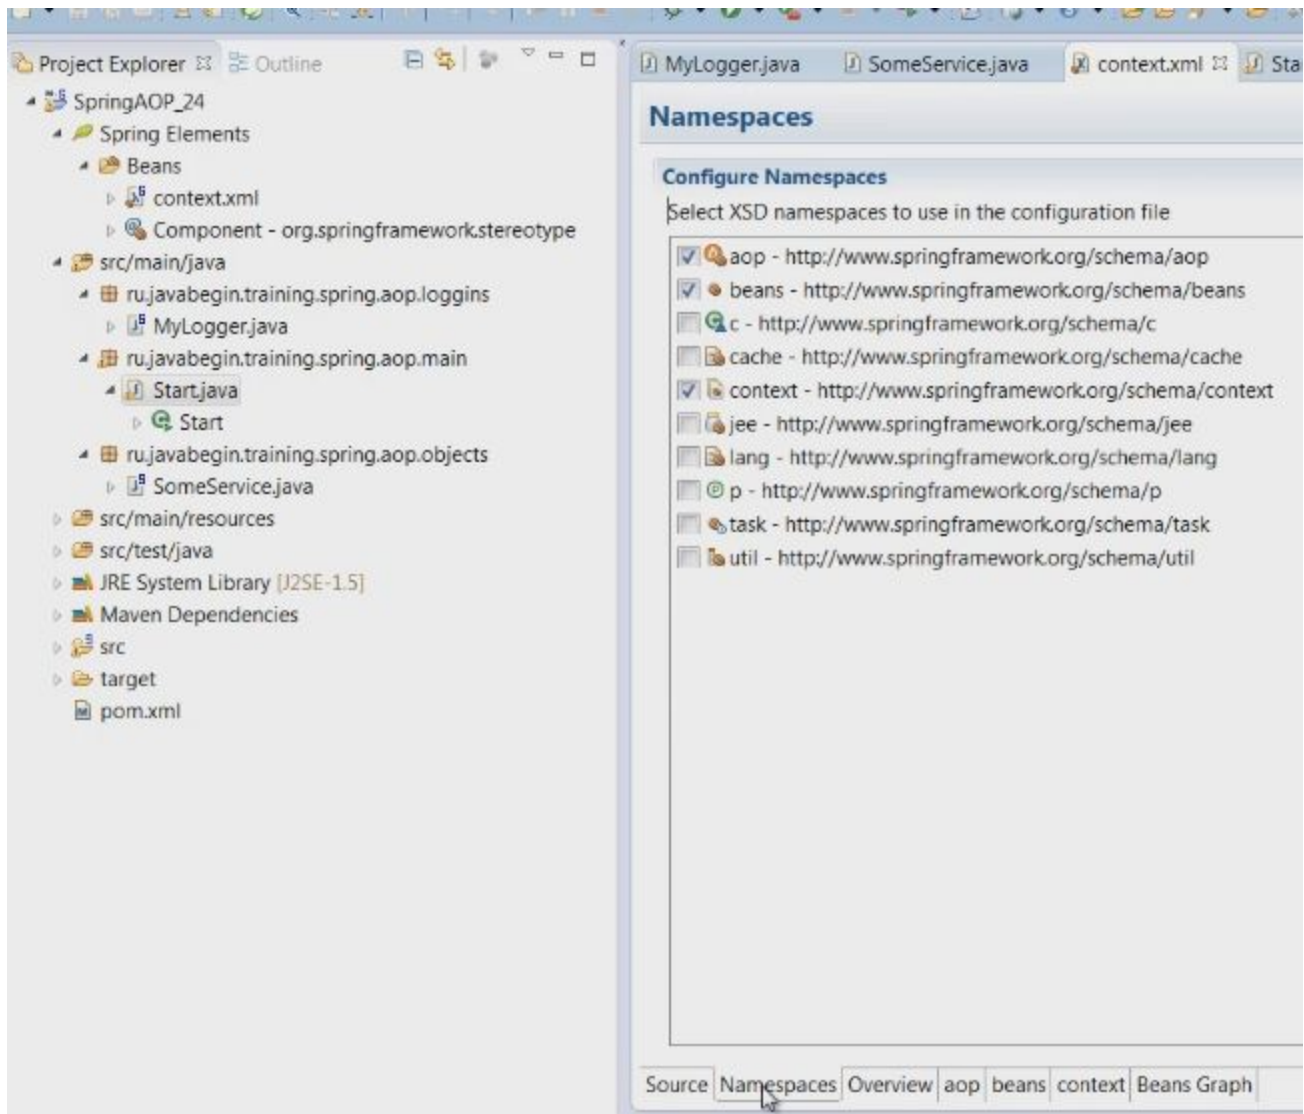 Project Explorer
Outline
SpringAOP_24
Spring Elements
Beans
context.xml
Component - org.springframework.stereotype
src/main/java
ru.javabegin.training.spring.aop.loggins
MyLogger.java
ru.javabegin.training.spring.aop.main
Start.java
Start
ru.javabegin.training.spring.aop.objects
SomeService.java
src/main/resources
src/test/java
JRE System Library [J2SE-1.5]
Maven Dependencies
src
target
pom.xml
MyLogger.java
SomeService.java
context.xml
Sta
Namespaces
Configure Namespaces
Select XSD namespaces to use in the configuration file
aop - http://www.springframework.org/schema/aop
beans - http://www.springframework.org/schema/beans
c - http://www.springframework.org/schema/c
cache - http://www.springframework.org/schema/cache
context - http://www.springframework.org/schema/context
jee - http://www.springframework.org/schema/jee
lang - http://www.springframework.org/schema/lang
p - http://www.springframework.org/schema/p
task - http://www.springframework.org/schema/task
util - http://www.springframework.org/schema/util
Source Namespaces Overview aop beans context Beans Graph